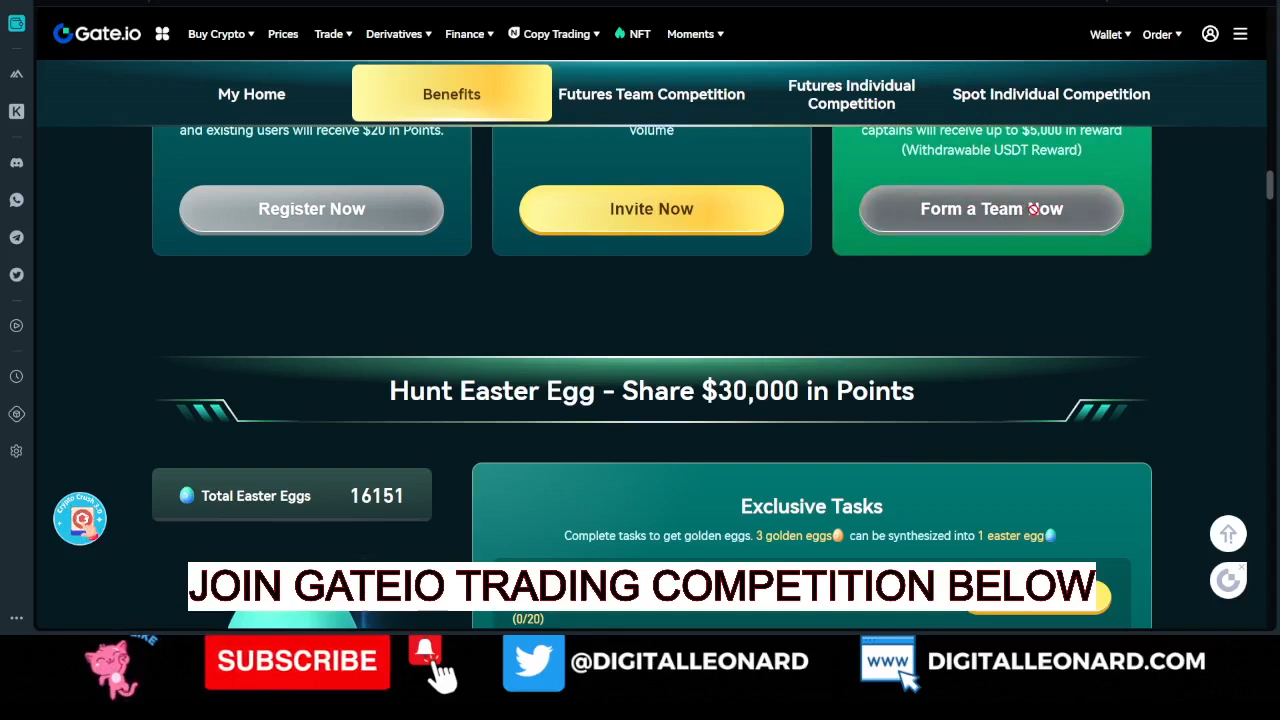 Gate.io
Buy Crypto
Prices
Trade
Derivatives
Finance
Copy Trading
NFT
Moments
Wallet
Order
My Home
Benefits
Futures Team Competition
Futures Individual
Competition
Spot Individual Competition
and existing users will receive $20 in Points.
volume
captains will receive up to $5,000 in reward
(Withdrawable USDT Reward)
Register Now
Invite Now
Form a Team Now
Hunt Easter Egg - Share $30,000 in Points
Total Easter Eggs 16151
Exclusive Tasks
Complete tasks to get golden eggs. 3 golden eggs can be synthesized into 1 easter egg
Crypto Crush 2.0
JOIN GATEIO TRADING COMPETITION BELOW
(0/20)
LIKE
SUBSCRIBE
@DIGITALLEONARD
WWW
DIGITALLEONARD.COM